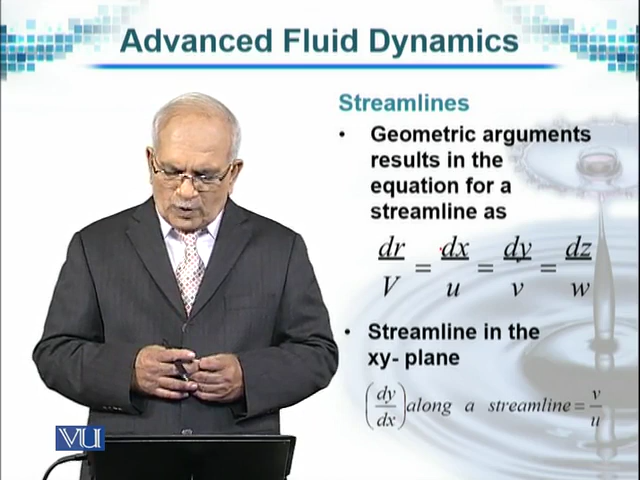 Advanced Fluid Dynamics
Streamlines
• Geometric arguments
results in the
equation for a
streamline as
dr/V = dx/u = dy/v = dz/w
• Streamline in the
xy- plane
(dy/dx) along a streamline = v/u
VU